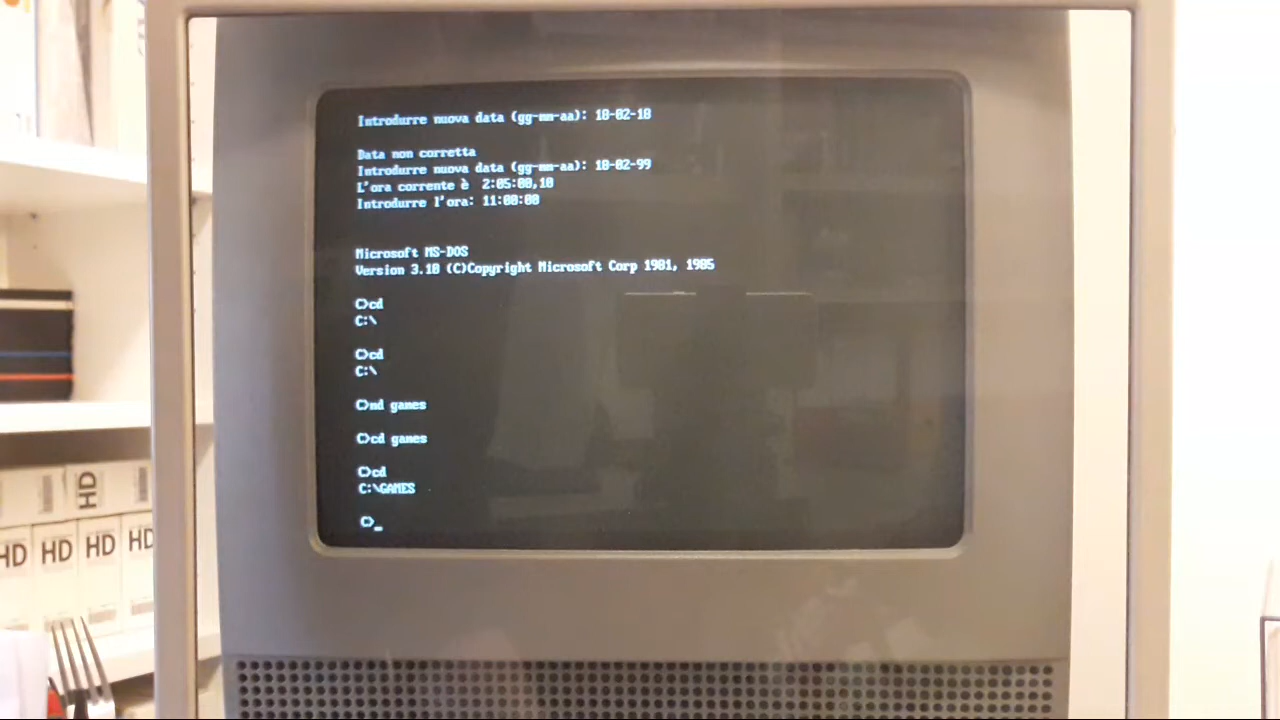 Introdurre nuova data (gg-mm-aa): 18-02-18
Data non corretta
Introdurre nuova data (gg-mm-aa): 18-02-99
L'ora corrente è  2:05:00,10
Introdurre l'ora: 11:00:00
Microsoft MS-DOS
Version 3.10 (C)Copyright Microsoft Corp 1981, 1985
C>cd
C:\
C>cd
C:\
C>md games
C>cd games
C>cd
C:\GAMES
C>_
HD
HD HD HD HD